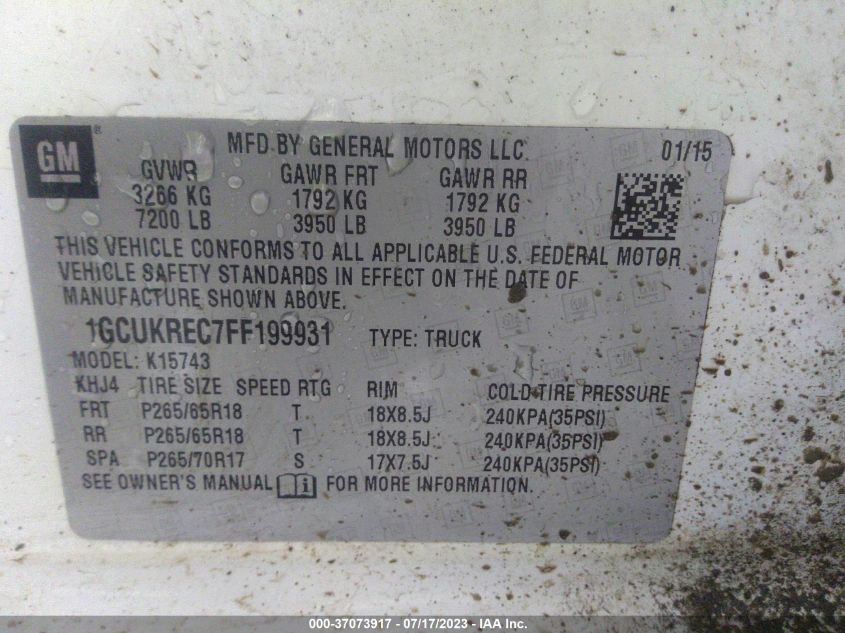 GM
®
MFD BY GENERAL MOTORS LLC 01/15
GVWR GAWR FRT GAWR RR
3266 KG 1792 KG 1792 KG
7200 LB 3950 LB 3950 LB
THIS VEHICLE CONFORMS TO ALL APPLICABLE U.S. FEDERAL MOTOR
VEHICLE SAFETY STANDARDS IN EFFECT ON THE DATE OF
MANUFACTURE SHOWN ABOVE.
1GCUKREC7FF199931 TYPE: TRUCK
MODEL: K15743
KHJ4 TIRE SIZE SPEED RTG RIM COLD TIRE PRESSURE
FRT P265/65R18 T 18X8.5J 240KPA(35PSI)
RR P265/65R18 T 18X8.5J 240KPA(35PSI)
SPA P265/70R17 S 17X7.5J 240KPA(35PSI)
SEE OWNER'S MANUAL FOR MORE INFORMATION.
000-37073917 - 07/17/2023 - IAA Inc.